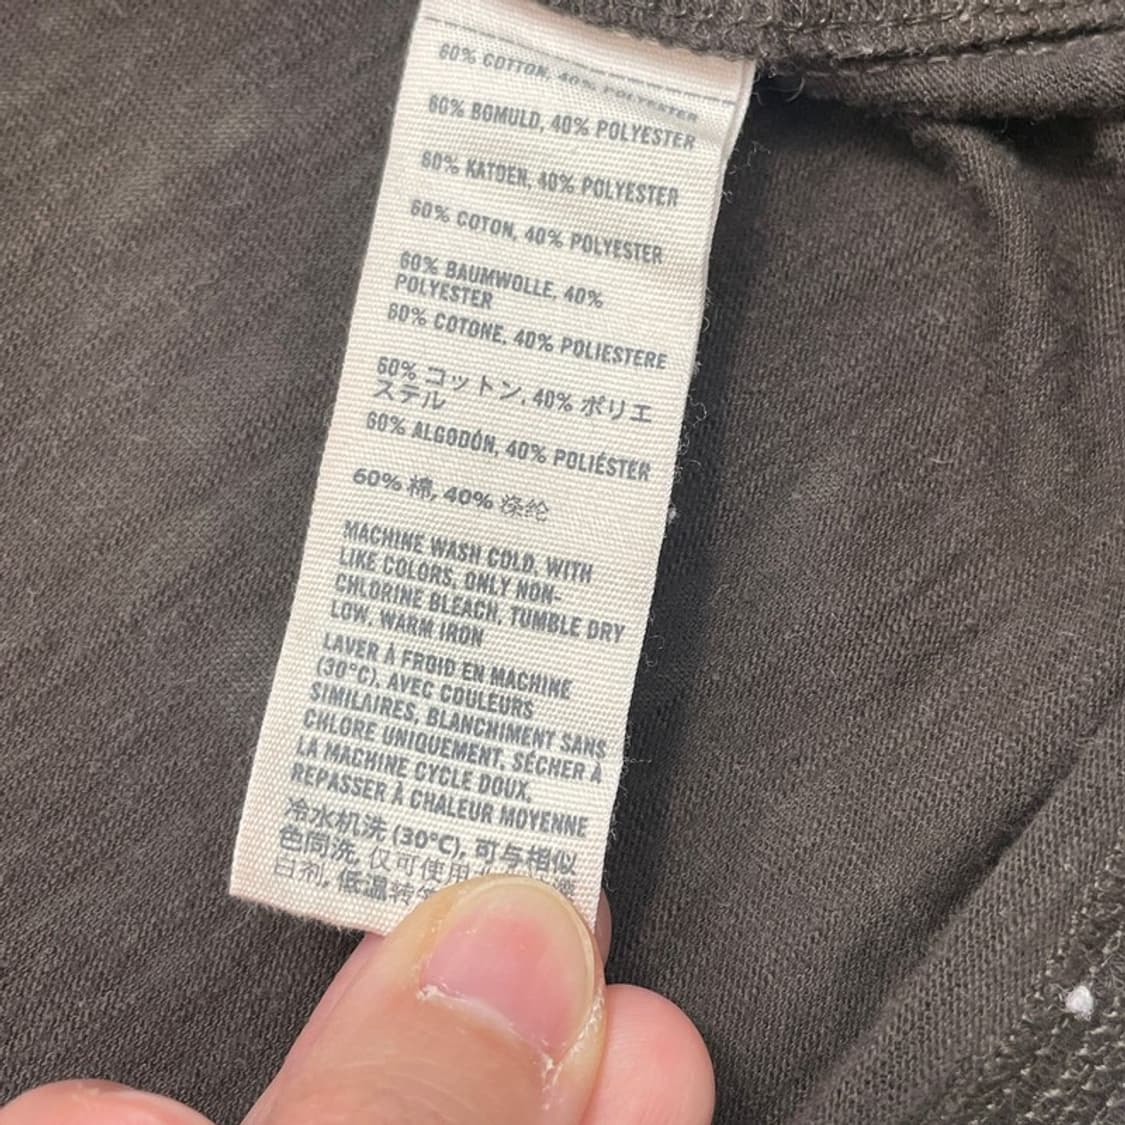 60% COTTON, 40% POLYESTER
60% BOMULD, 40% POLYESTER
60% KATOEN, 40% POLYESTER
60% COTON, 40% POLYESTER
60% BAUMWOLLE, 40%
POLYESTER
60% COTONE, 40% POLIESTERE
60% コットン, 40% ポリエ
ステル
60% ALGODÓN, 40% POLIÉSTER
60% 棉, 40% 涤纶
MACHINE WASH COLD, WITH
LIKE COLORS, ONLY NON-
CHLORINE BLEACH, TUMBLE DRY
LOW, WARM IRON
LAVER À FROID EN MACHINE
(30°C), AVEC COULEURS
SIMILAIRES, BLANCHIMENT SANS
CHLORE UNIQUEMENT, SÉCHER À
LA MACHINE CYCLE DOUX,
REPASSER À CHALEUR MOYENNE
冷水机洗 (30°C), 可与相似
色同洗, 仅可使用
白剂, 低温转